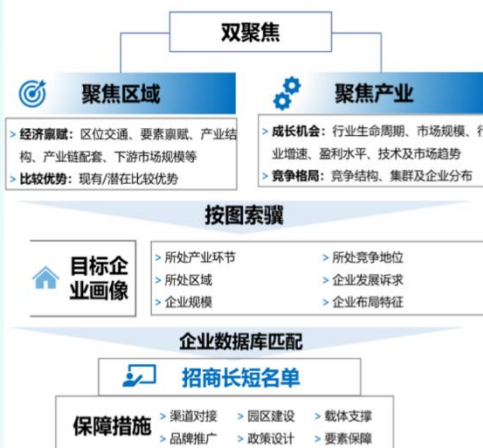 双聚焦
聚焦区域
> 经济禀赋：区位交通、要素禀赋、产业结
构、产业链配套、下游市场规模等
> 比较优势：现有/潜在比较优势
聚焦产业
> 成长机会：行业生命周期、市场规模、行
业增速、盈利水平、技术及市场趋势
> 竞争格局：竞争结构、集群及企业分布
按图索骥
目标企
业画像
> 所处产业环节
> 所处区域
> 企业规模
> 所处竞争地位
> 企业发展诉求
> 企业布局特征
企业数据库匹配
招商长短名单
保障措施
> 渠道对接
> 园区建设
> 载体支撑
> 品牌推广
> 政策设计
> 要素保障